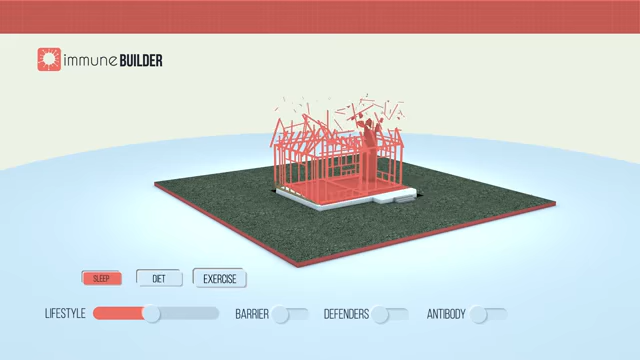 immuneBUILDER
SLEEP DIET EXERCISE
LIFESTYLE BARRIER DEFENDERS ANTIBODY